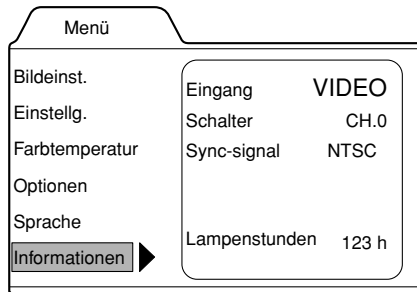 Menü
Bildeinst.
Einstellg.
Farbtemperatur
Optionen
Sprache
Informationen
Eingang VIDEO
Schalter CH.0
Sync-signal NTSC
Lampenstunden 123 h